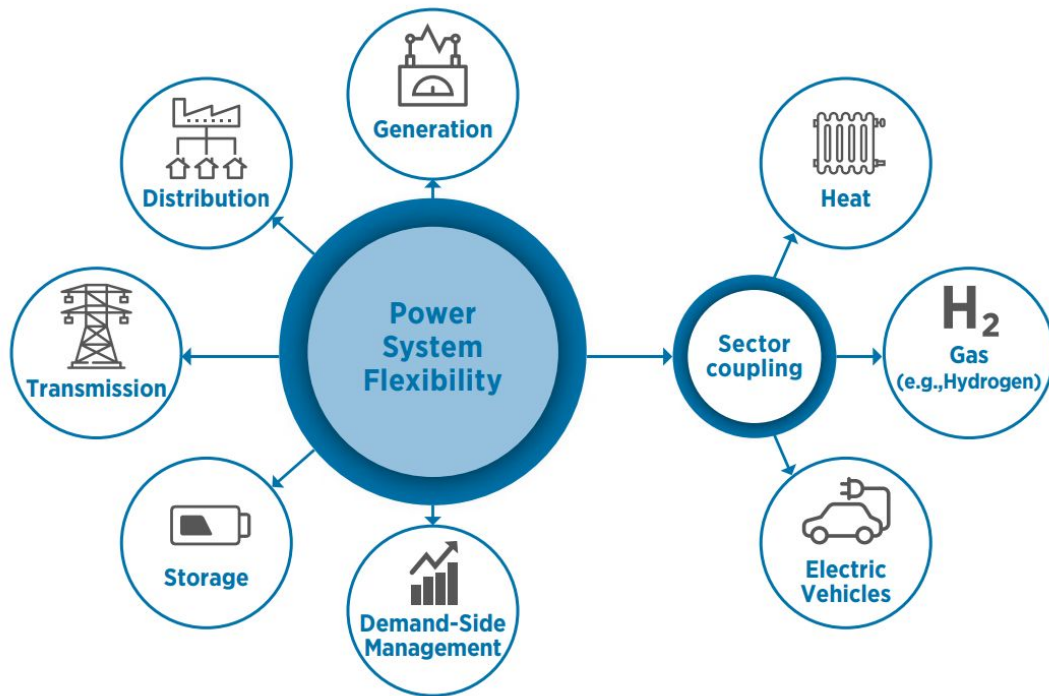 Generation
Distribution
Transmission
Storage
Demand-Side
Management
Power
System
Flexibility
Sector
coupling
Heat
H₂
Gas
(e.g.,Hydrogen)
Electric
Vehicles